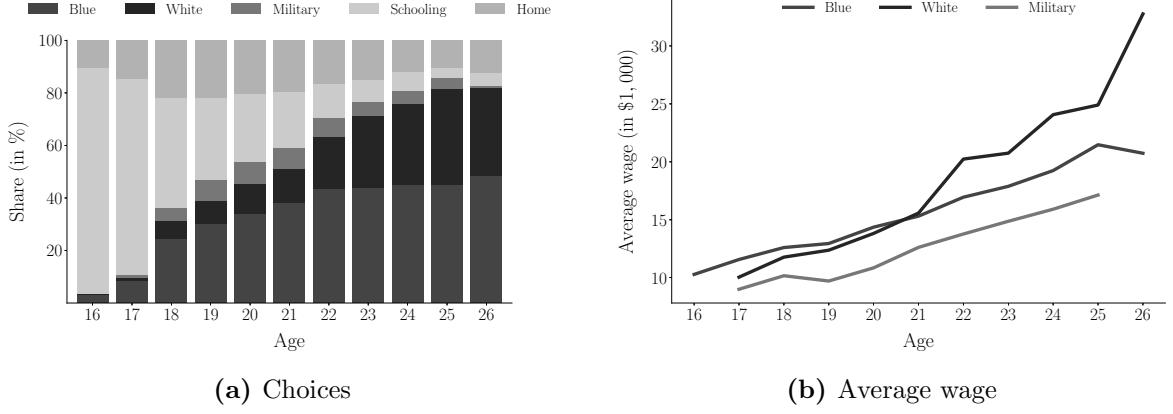 Blue White Military Schooling Home
Share (in %)
100
80
60
40
20
16 17 18 19 20 21 22 23 24 25 26
Age
(a) Choices
Blue White Military
Average wage (in $1, 000)
30
25
20
15
10
16 17 18 19 20 21 22 23 24 25 26
Age
(b) Average wage